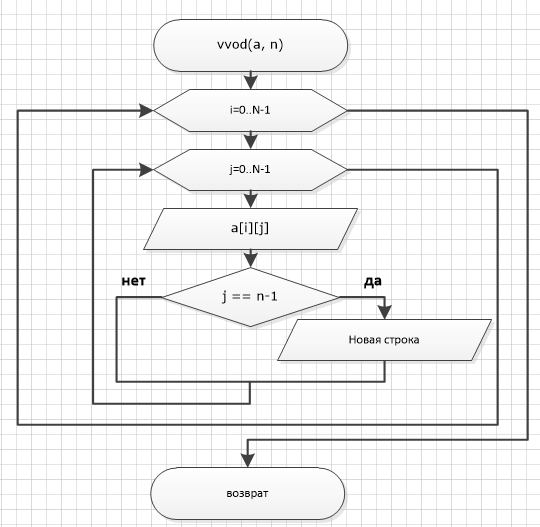 vvod(a, n)
i=0..N-1
j=0..N-1
a[i][j]
нет
да
j == n-1
Новая строка
возврат